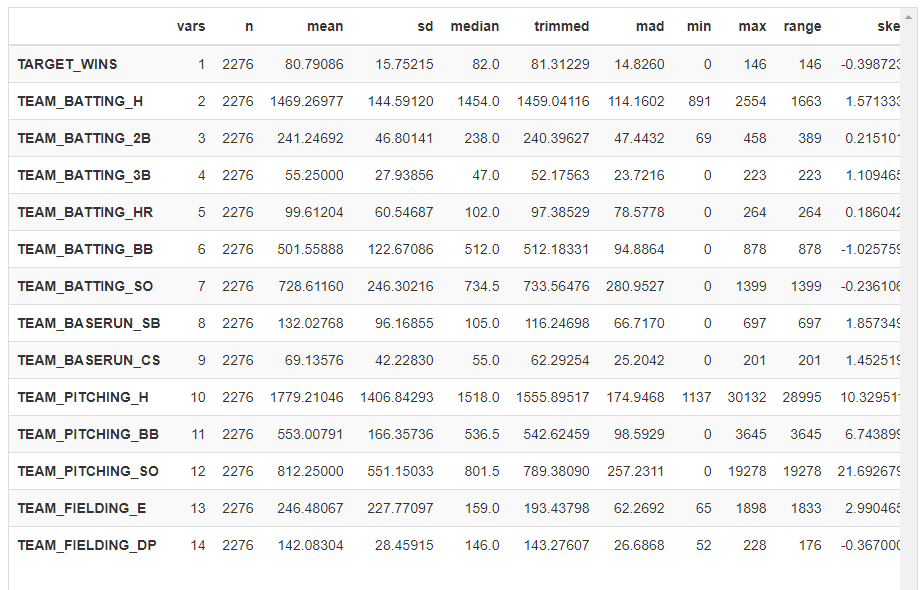 vars n mean sd median trimmed mad min max range ske
TARGET_WINS 1 2276 80.79086 15.75215 82.0 81.31229 14.8260 0 146 146 -0.398723
TEAM_BATTING_H 2 2276 1469.26977 144.59120 1454.0 1459.04116 114.1602 891 2554 1663 1.571333
TEAM_BATTING_2B 3 2276 241.24692 46.80141 238.0 240.39627 47.4432 69 458 389 0.215101
TEAM_BATTING_3B 4 2276 55.25000 27.93856 47.0 52.17563 23.7216 0 223 223 1.109465
TEAM_BATTING_HR 5 2276 99.61204 60.54687 102.0 97.38529 78.5778 0 264 264 0.186042
TEAM_BATTING_BB 6 2276 501.55888 122.67086 512.0 512.18331 94.8864 0 878 878 -1.025759
TEAM_BATTING_SO 7 2276 728.61160 246.30216 734.5 733.56476 280.9527 0 1399 1399 -0.236106
TEAM_BASERUN_SB 8 2276 132.02768 96.16855 105.0 116.24698 66.7170 0 697 697 1.857349
TEAM_BASERUN_CS 9 2276 69.13576 42.22830 55.0 62.29254 25.2042 0 201 201 1.452519
TEAM_PITCHING_H 10 2276 1779.21046 1406.84293 1518.0 1555.89517 174.9468 1137 30132 28995 10.329511
TEAM_PITCHING_BB 11 2276 553.00791 166.35736 536.5 542.62459 98.5929 0 3645 3645 6.743899
TEAM_PITCHING_SO 12 2276 812.25000 551.15033 801.5 789.38090 257.2311 0 19278 19278 21.692679
TEAM_FIELDING_E 13 2276 246.48067 227.77097 159.0 193.43798 62.2692 65 1898 1833 2.990465
TEAM_FIELDING_DP 14 2276 142.08304 28.45915 146.0 143.27607 26.6868 52 228 176 -0.367000